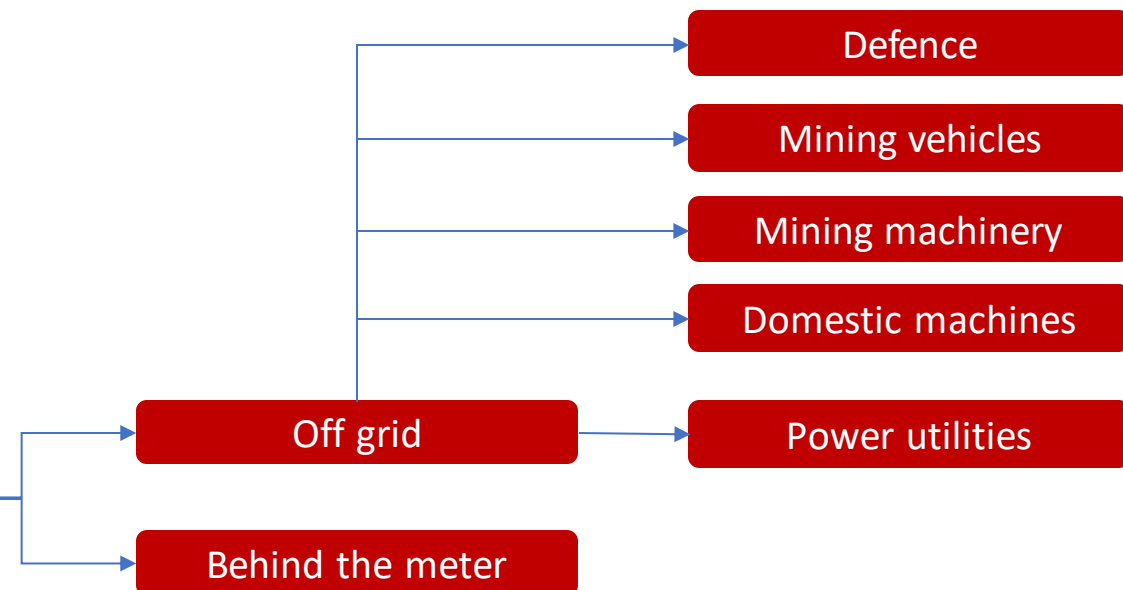 Defence
Mining vehicles
Mining machinery
Domestic machines
Off grid
Power utilities
Behind the meter